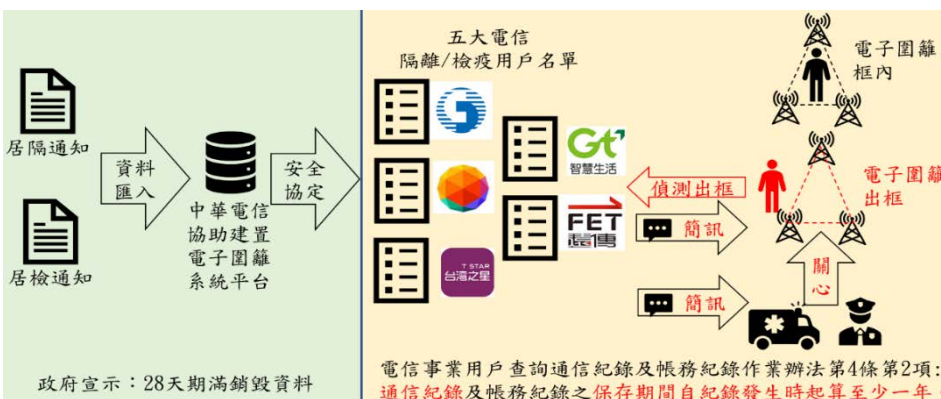 居隔通知
居檢通知
資料
匯入
中華電信
協助建置
電子圍籬
系統平台
安全
協定
政府宣示：28天期滿銷毀資料
五大電信
隔離/檢疫用戶名單
Gt
智慧生活
FET
遠傳
T STAR
台灣之星
偵測出框
簡訊
簡訊
電子圍籬
框內
電子圍籬
出框
關
心
電信事業用戶查詢通信紀錄及帳務紀錄作業辦法第4條第2項:
通信紀錄及帳務紀錄之保存期間自紀錄發生時起算至少一年